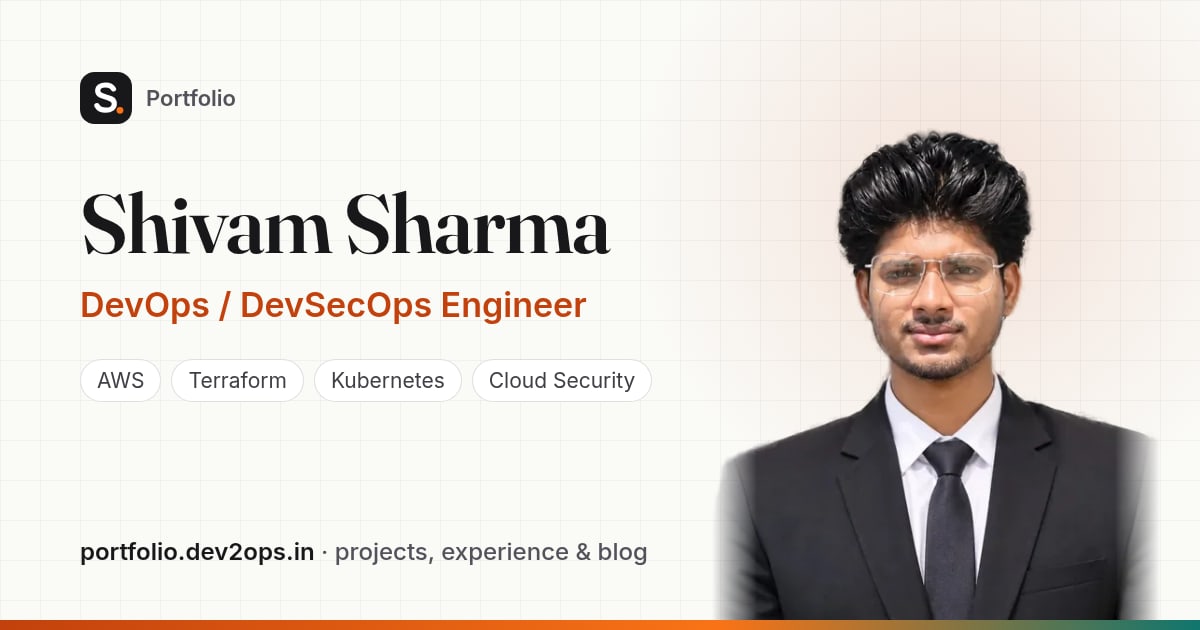 S.
Portfolio
Shivam Sharma
DevOps / DevSecOps Engineer
AWS
Terraform
Kubernetes
Cloud Security
portfolio.dev2ops.in · projects, experience & blog